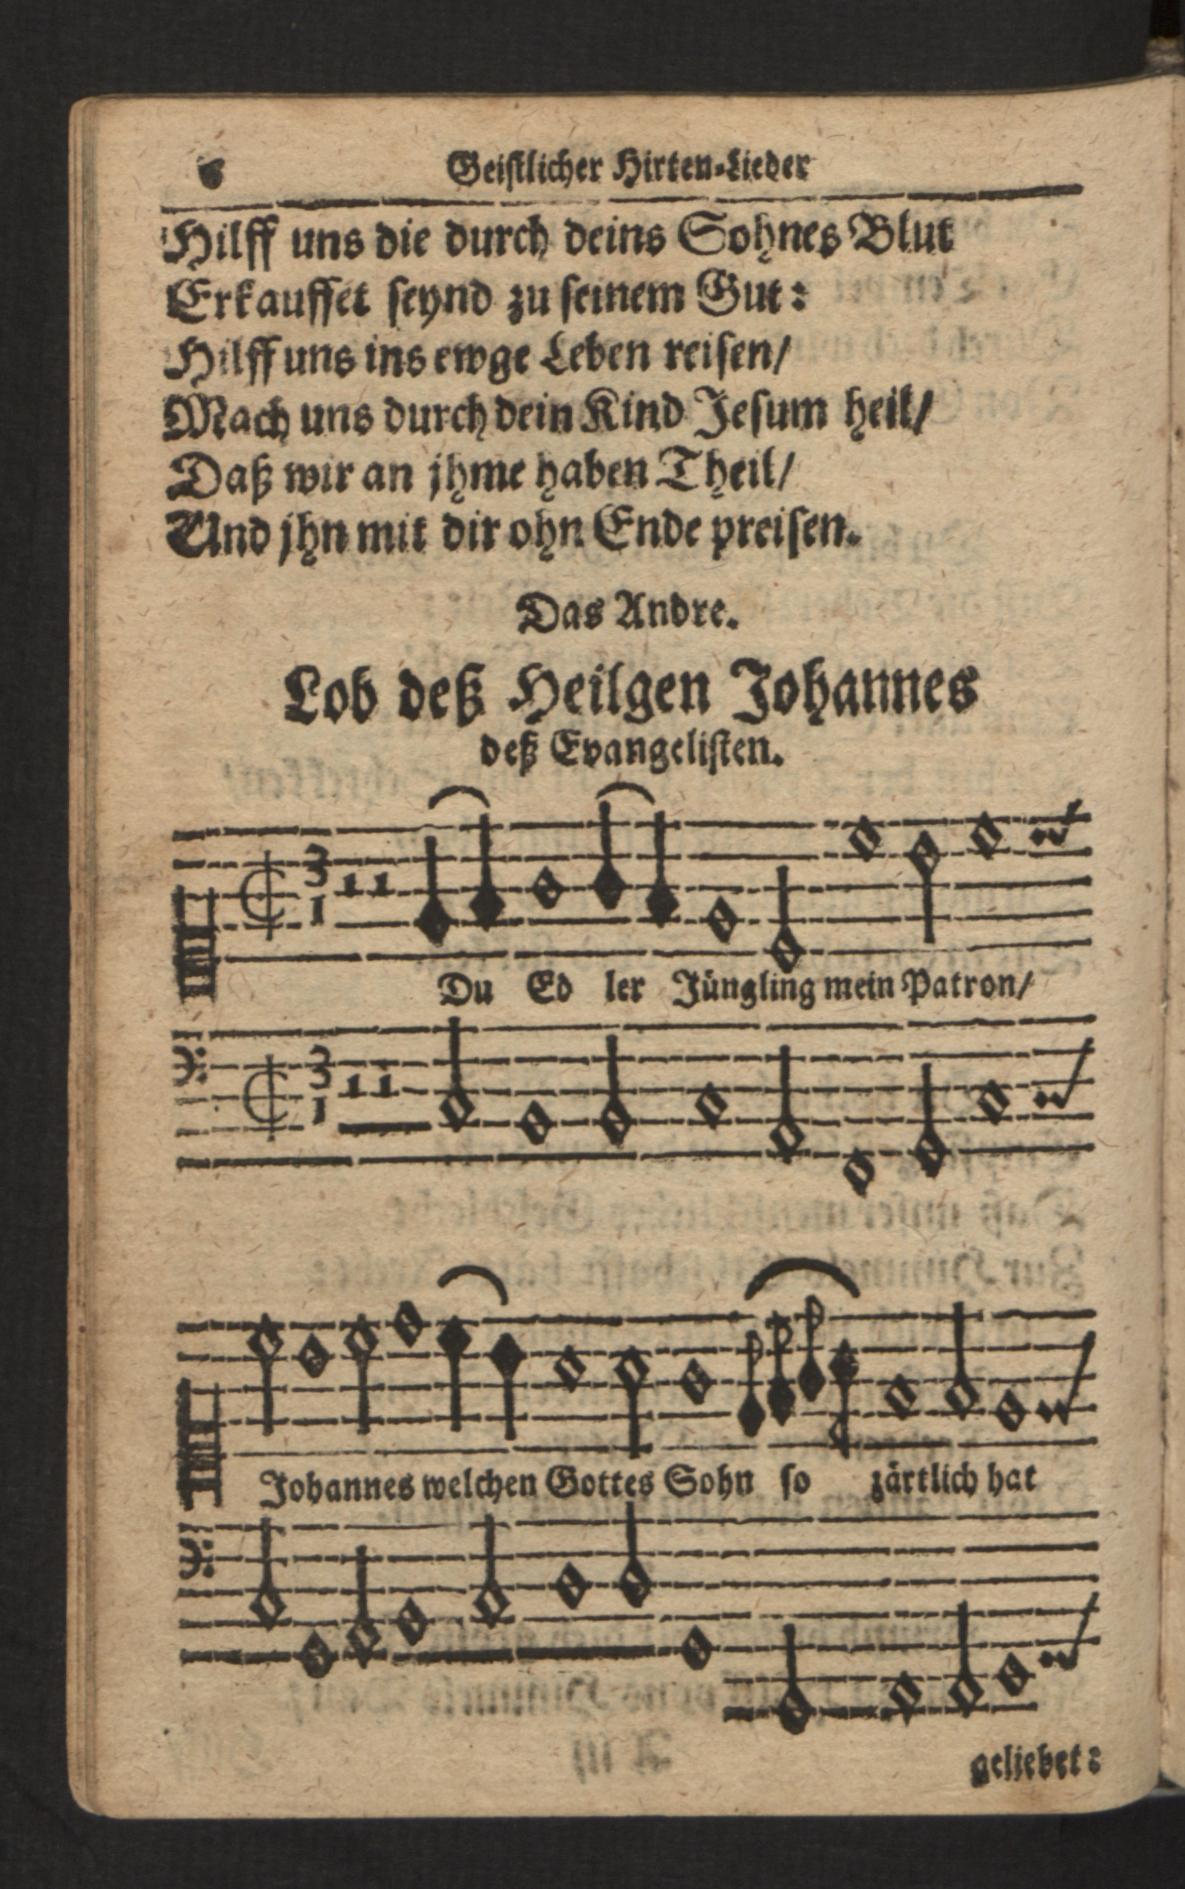 6 Geistlicher Hirten-Lieder
Hilff uns die durch deins Sohnes Blut
Erkauffet seynd zu seinem Gut:
Hilff uns ins ewge Leben reisen/
Mach uns durch dein Kind Jesum heil/
Daß wir an jhme haben Theil/
Und jhn mit dir ohn Ende preisen.
Das Andre.
Lob deß Heilgen Johannes
deß Evangelisten.
3
1
Du Ed ler Jüngling mein Patron/
3
1
Johannes welchen Gottes Sohn so zärtlich hat
geliebet: